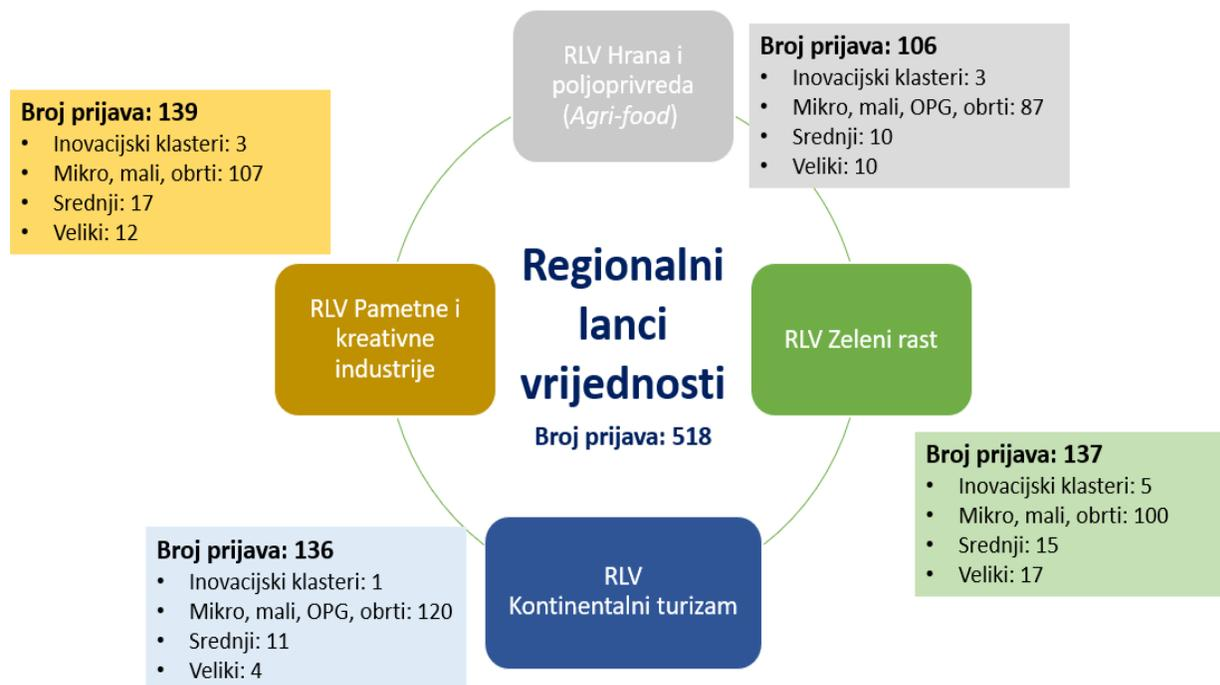 RLV Hrana i
poljoprivreda
(Agri-food)
Broj prijava: 106
• Inovacijski klasteri: 3
• Mikro, mali, OPG, obrti: 87
• Srednji: 10
• Veliki: 10
Broj prijava: 139
• Inovacijski klasteri: 3
• Mikro, mali, obrti: 107
• Srednji: 17
• Veliki: 12
RLV Pametne i
kreativne
industrije
Regionalni
lanci
vrijednosti
Broj prijava: 518
RLV Zeleni rast
Broj prijava: 137
• Inovacijski klasteri: 5
• Mikro, mali, obrti: 100
• Srednji: 15
• Veliki: 17
Broj prijava: 136
• Inovacijski klasteri: 1
• Mikro, mali, OPG, obrti: 120
• Srednji: 11
• Veliki: 4
RLV
Kontinentalni turizam